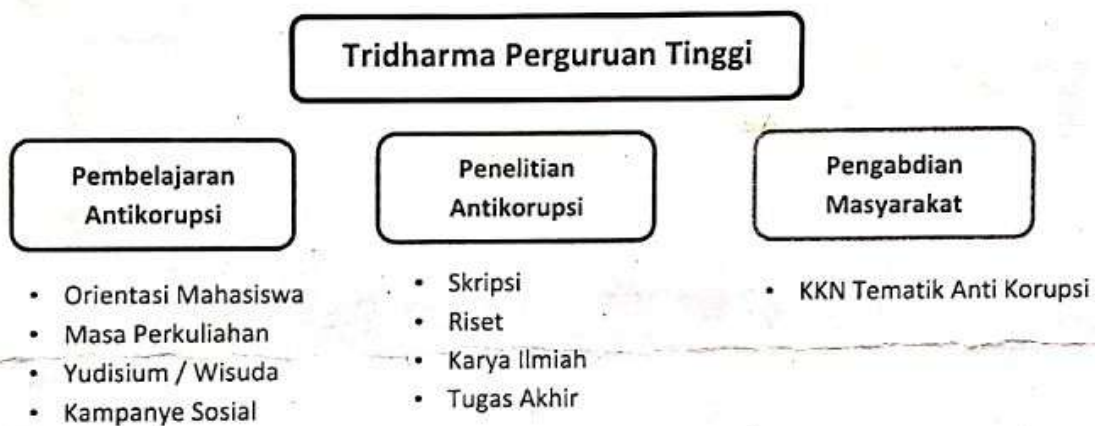 Tridharma Perguruan Tinggi
Pembelajaran
Antikorupsi
• Orientasi Mahasiswa
• Masa Perkuliahan
• Yudisium / Wisuda
• Kampanye Sosial
Penelitian
Antikorupsi
• Skripsi
• Riset
• Karya Ilmiah
• Tugas Akhir
Pengabdian
Masyarakat
• KKN Tematik Anti Korupsi